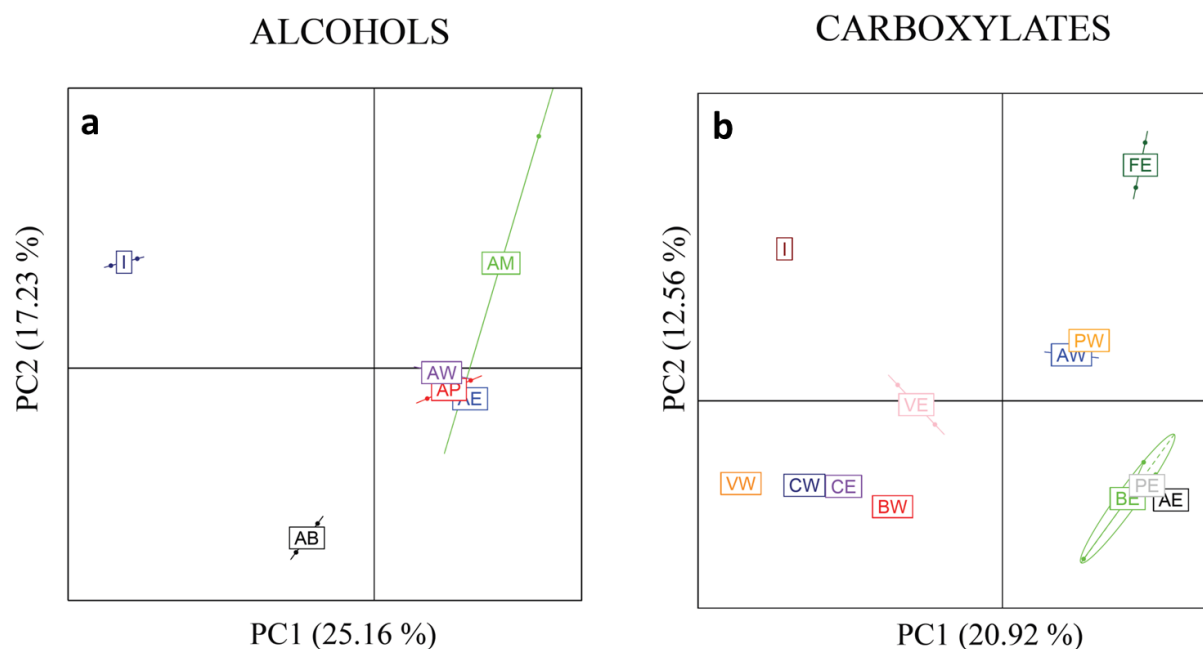 ALCOHOLS
a
I
AM
AW
AP
AE
AB
PC2 (17.23 %)
PC1 (25.16 %)
CARBOXYLATES
b
FE
I
PW
AW
VE
VW
CW
CE
BW
PE
BE
AE
PC2 (12.56 %)
PC1 (20.92 %)